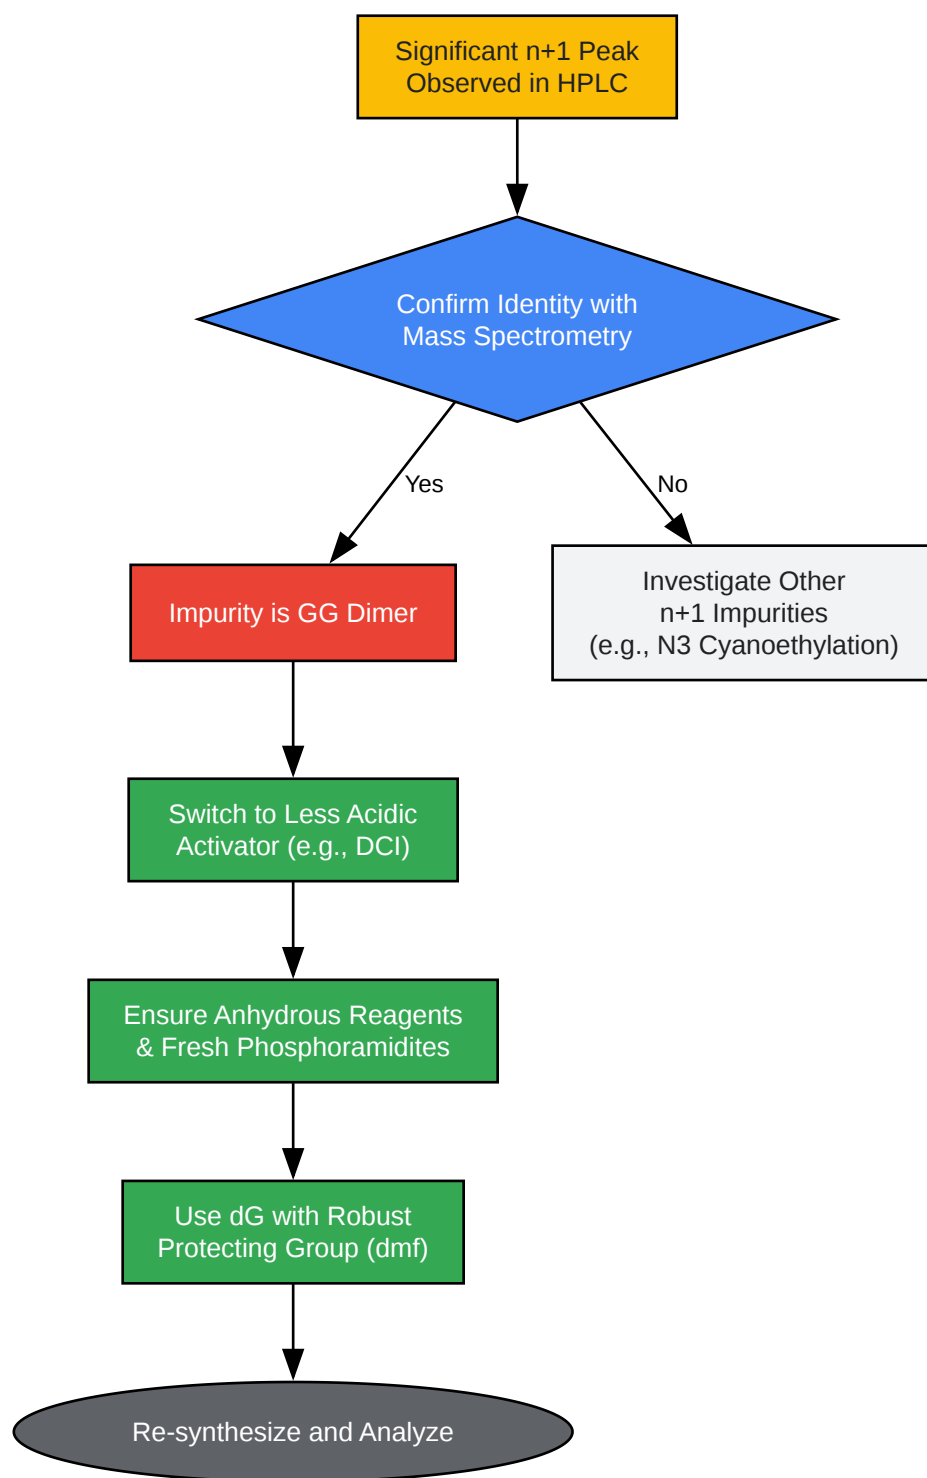 Significant n+1 Peak
Observed in HPLC
Confirm Identity with
Mass Spectrometry
Yes
No
Investigate Other
n+1 Impurities
(e.g., N3 Cyanoethylation)
Impurity is GG Dimer
Switch to Less Acidic
Activator (e.g., DCI)
Ensure Anhydrous Reagents
& Fresh Phosphoramidites
Use dG with Robust
Protecting Group (dmf)
Re-synthesize and Analyze